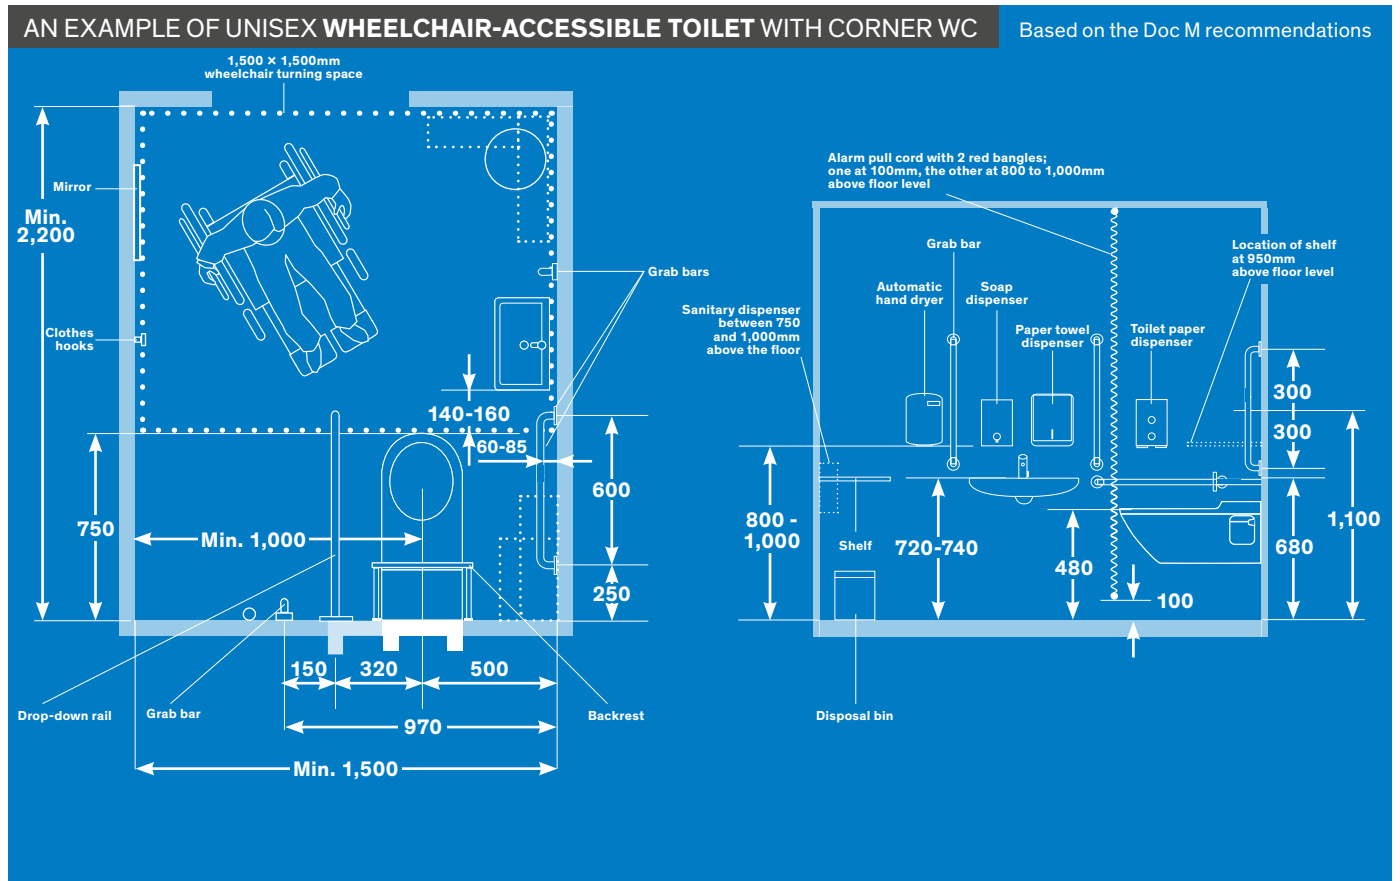 AN EXAMPLE OF UNISEX WHEELCHAIR-ACCESSIBLE TOILET WITH CORNER WC
Based on the Doc M recommendations
1,500 × 1,500mm
wheelchair turning space
Mirror
Min.
2,200
Clothes
hooks
Grab bars
140-160
60-85
600
750
Min. 1,000
250
150
320
500
Drop-down rail
Grab bar
970
Backrest
Min. 1,500
Alarm pull cord with 2 red bangles;
one at 100mm, the other at 800 to 1,000mm
above floor level
Grab bar
Location of shelf
at 950mm
above floor level
Automatic
hand dryer
Soap
dispenser
Sanitary dispenser
between 750
and 1,000mm
above the floor
Paper towel
dispenser
Toilet paper
dispenser
300
300
800 -
1,000
Shelf
720-740
480
680
1,100
100
Disposal bin